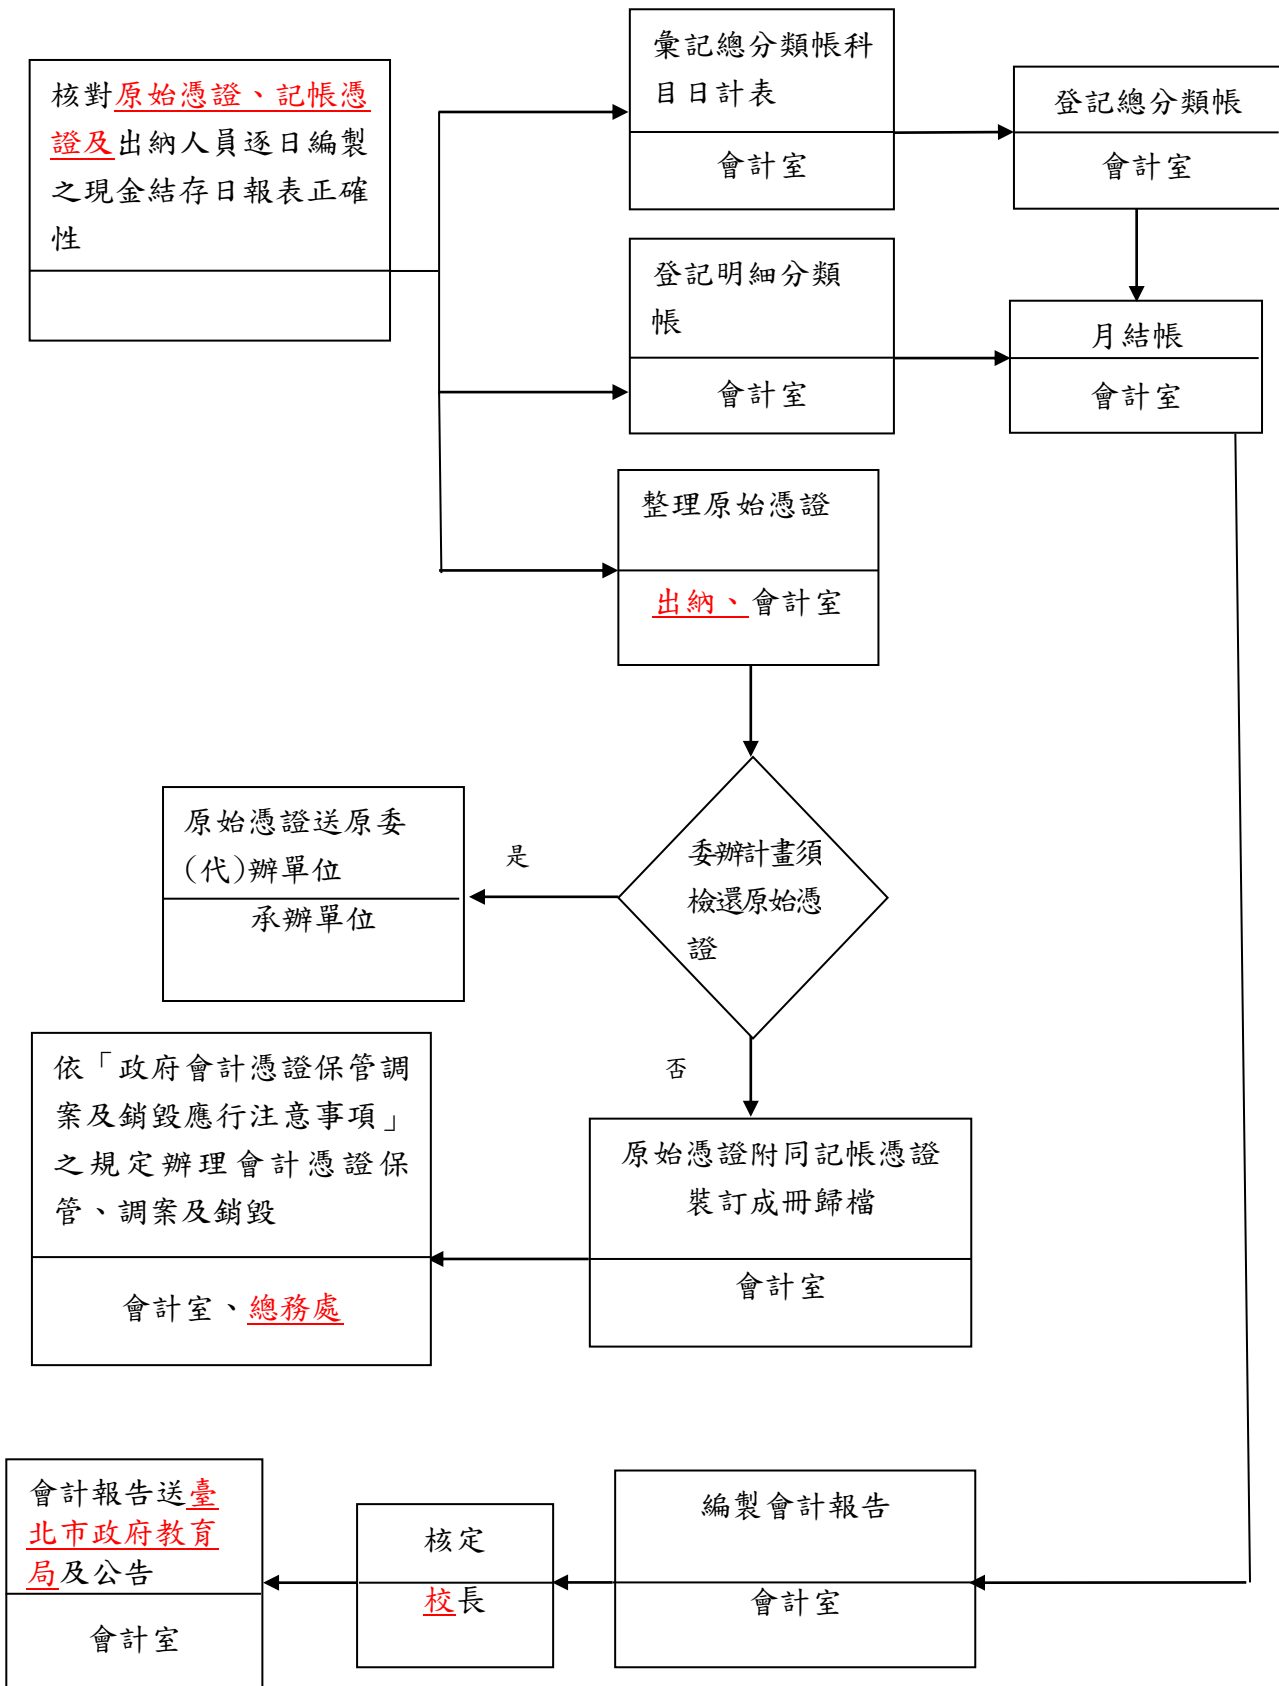 核對原始憑證、記帳憑
證及出納人員逐日編製
之現金結存日報表正確
性
彙記總分類帳科
目日計表
會計室
登記總分類帳
會計室
登記明細分類
帳
會計室
月結帳
會計室
整理原始憑證
出納、會計室
委辦計畫須
檢還原始憑
證
是
原始憑證送原委
(代)辦單位
承辦單位
否
原始憑證附同記帳憑證
裝訂成冊歸檔
會計室
依「政府會計憑證保管調
案及銷毀應行注意事項」
之規定辦理會計憑證保
管、調案及銷毀
會計室、總務處
編製會計報告
會計室
核定
校長
會計報告送臺
北市政府教育
局及公告
會計室